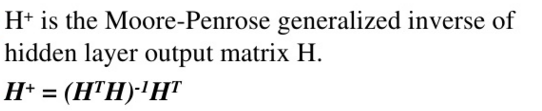 H⁺ is the Moore-Penrose generalized inverse of
hidden layer output matrix H.
H⁺ = (HᵀH)⁻¹Hᵀ